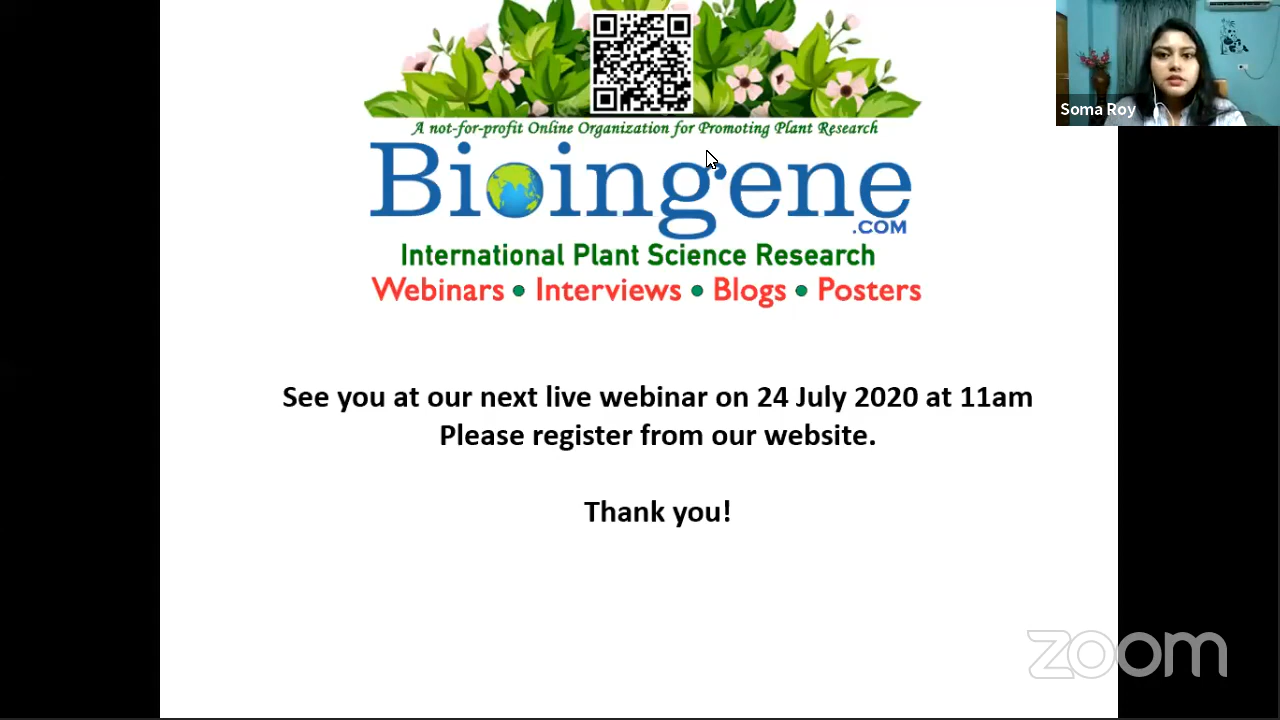 A not-for-profit Online Organization for Promoting Plant Research
Bioingene
.COM
International Plant Science Research
Webinars • Interviews • Blogs • Posters
Soma Roy
See you at our next live webinar on 24 July 2020 at 11am
Please register from our website.
Thank you!
zoom